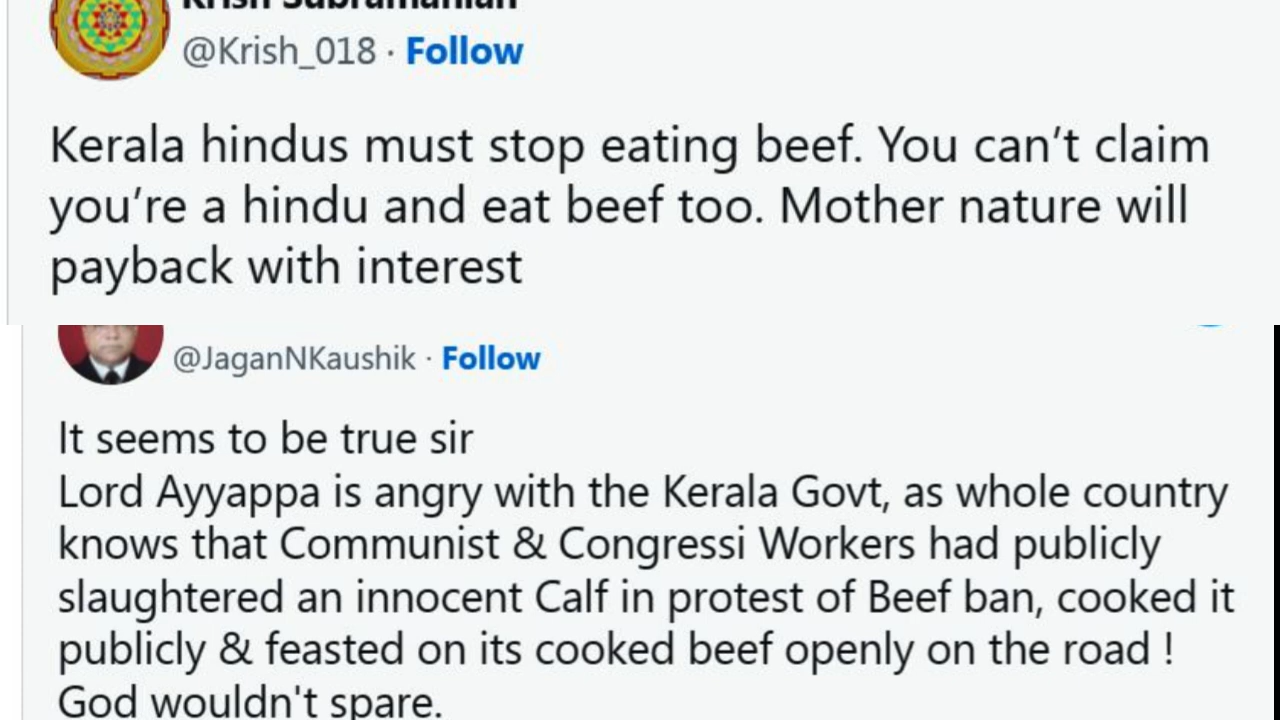 Krish Subramanian
@Krish_018 · Follow
Kerala hindus must stop eating beef. You can’t claim
you’re a hindu and eat beef too. Mother nature will
payback with interest
@JaganNKaushik · Follow
It seems to be true sir
Lord Ayyappa is angry with the Kerala Govt, as whole country
knows that Communist & Congressi Workers had publicly
slaughtered an innocent Calf in protest of Beef ban, cooked it
publicly & feasted on its cooked beef openly on the road !
God wouldn't spare.